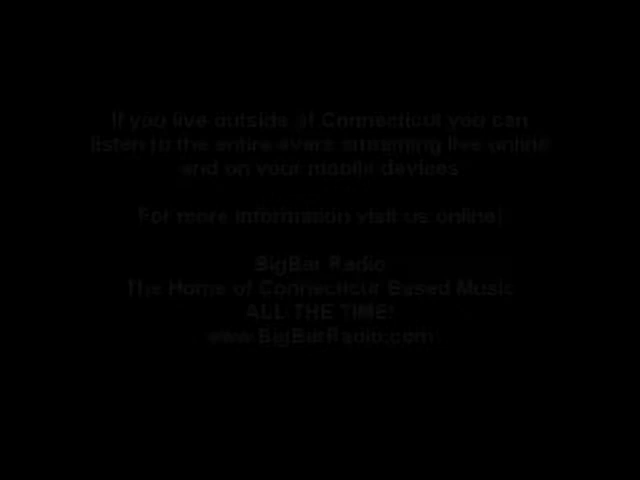 If you live outside of Connecticut you can
listen to the entire event streaming live online
and on your mobile devices
For more information visit us online!
BigBar Radio
The Home of Connecticut Based Music
ALL THE TIME!
www.BigBarRadio.com